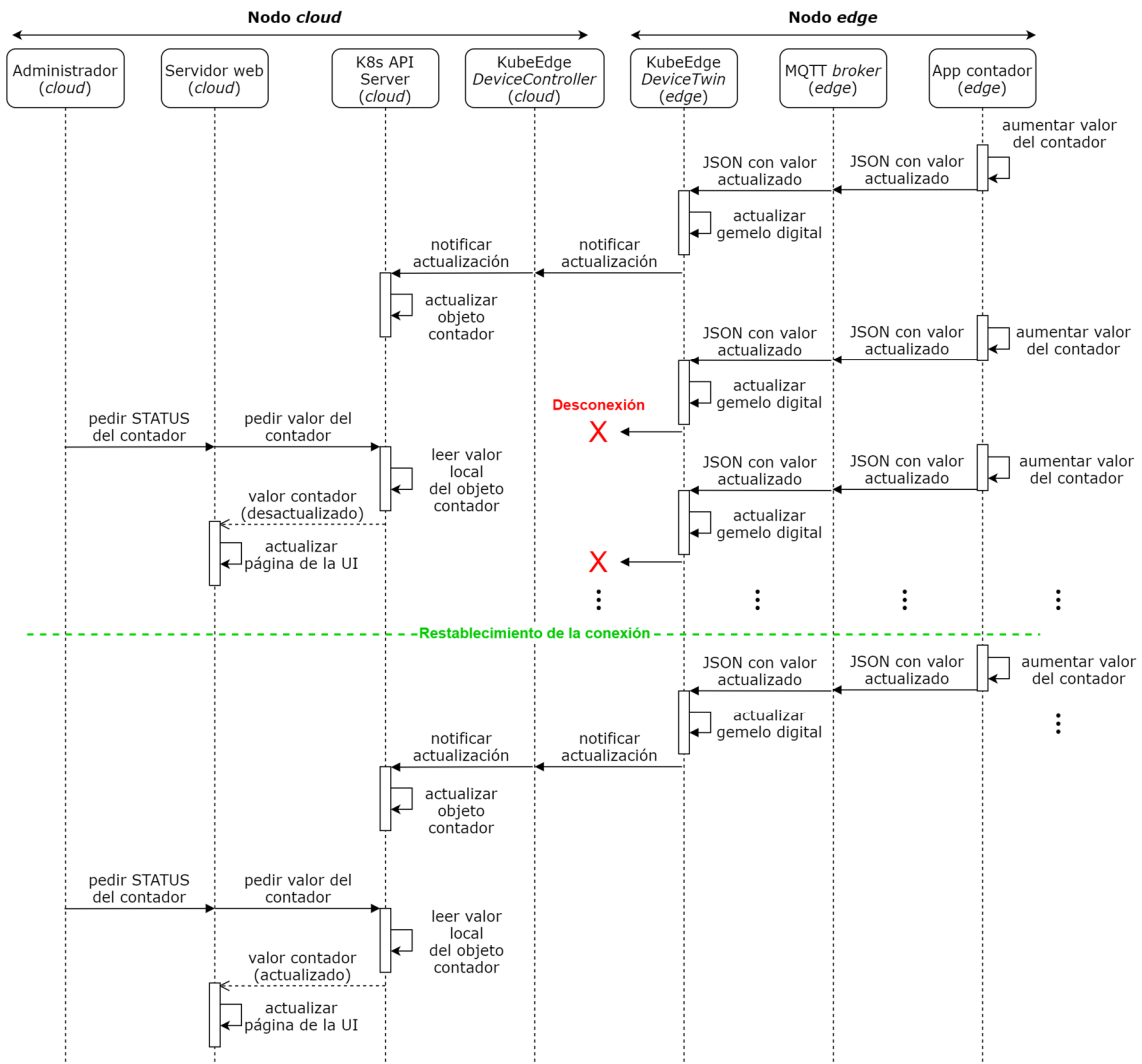 Nodo cloud
Nodo edge
Administrador
(cloud)
Servidor web
(cloud)
K8s API
Server
(cloud)
KubeEdge
DeviceController
(cloud)
KubeEdge
DeviceTwin
(edge)
MQTT broker
(edge)
App contador
(edge)
aumentar valor
del contador
JSON con valor
actualizado
JSON con valor
actualizado
actualizar
gemelo digital
notificar
actualización
notificar
actualización
actualizar
objeto
contador
aumentar valor
del contador
JSON con valor
actualizado
JSON con valor
actualizado
actualizar
gemelo digital
Desconexión
X
pedir STATUS
del contador
pedir valor del
contador
leer valor
local
del objeto
contador
JSON con valor
actualizado
JSON con valor
actualizado
aumentar valor
del contador
valor contador
(desactualizado)
actualizar
gemelo digital
actualizar
página de la UI
X
Restablecimiento de la conexión
JSON con valor
actualizado
JSON con valor
actualizado
aumentar valor
del contador
actualizar
gemelo digital
notificar
actualización
notificar
actualización
actualizar
objeto
contador
pedir STATUS
del contador
pedir valor del
contador
leer valor
local
del objeto
contador
valor contador
(actualizado)
actualizar
página de la UI